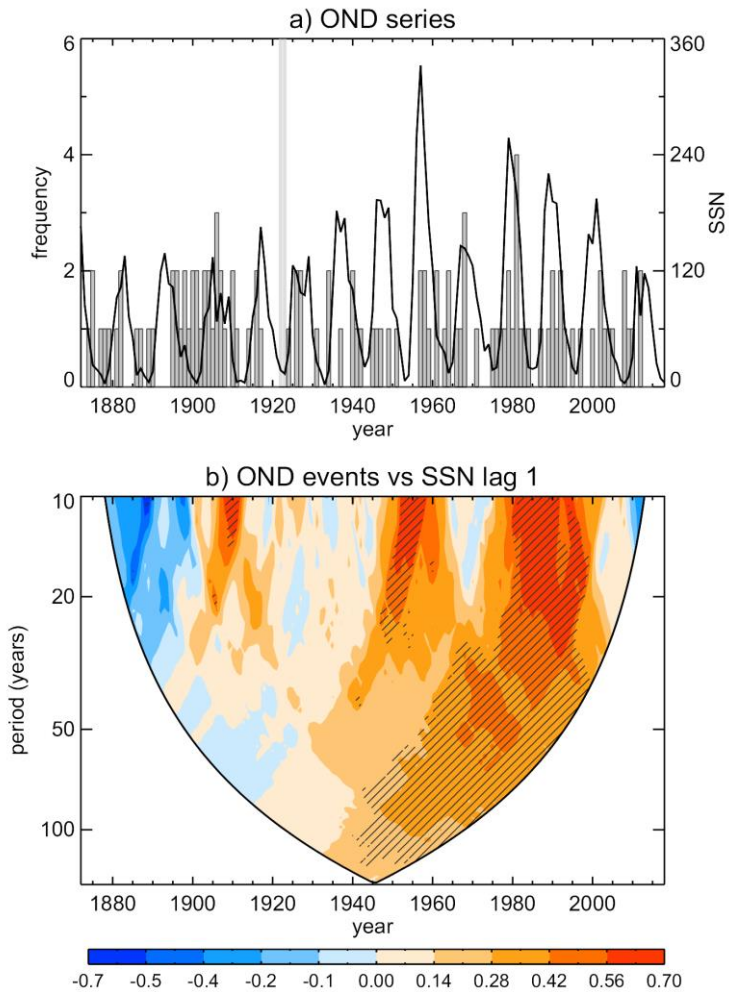 a) OND series
6 360
4 240
2 120
0 0
frequency
SSN
1880 1900 1920 1940 1960 1980 2000
year
b) OND events vs SSN lag 1
10
20
50
100
period (years)
1880 1900 1920 1940 1960 1980 2000
year
-0.7 -0.5 -0.4 -0.2 -0.1 0.00 0.14 0.28 0.42 0.56 0.70